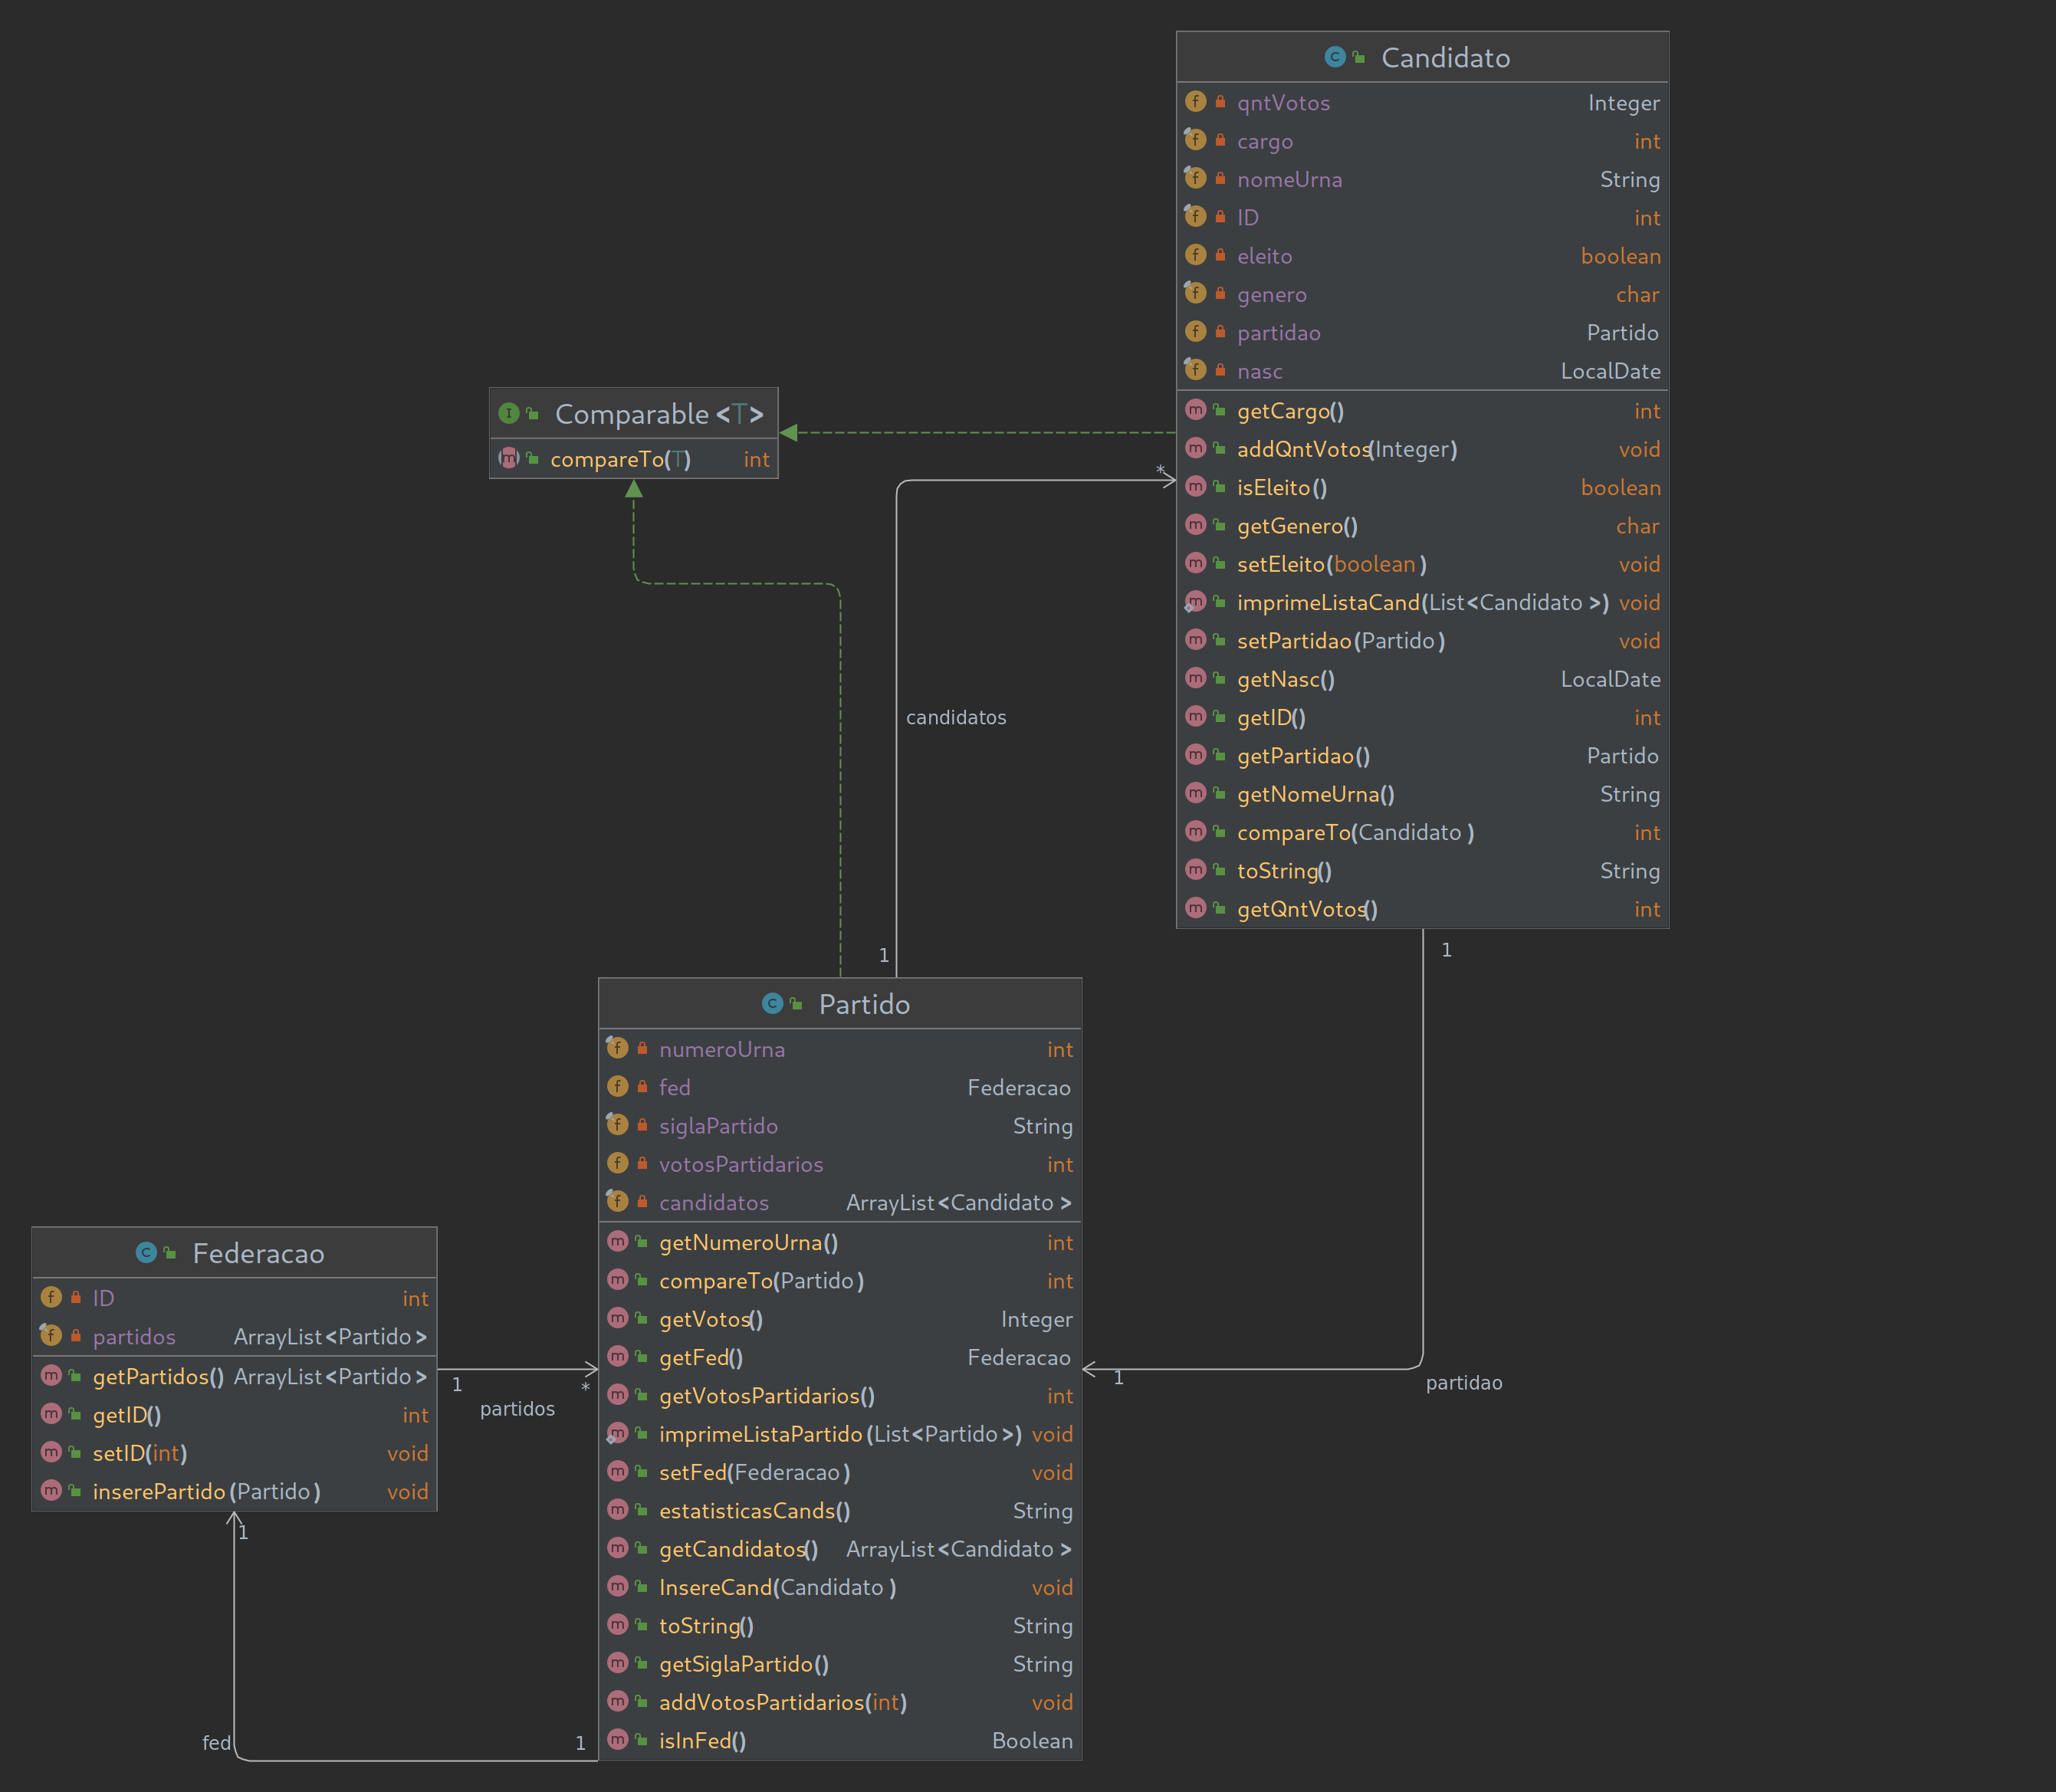 Candidato
qntVotos Integer
cargo int
nomeUrna String
ID int
eleito boolean
genero char
partidao Partido
nasc LocalDate
getCargo() int
addQntVotos(Integer) void
isEleito() boolean
getGenero() char
setEleito(boolean) void
imprimeListaCand(List<Candidato>) void
setPartidao(Partido) void
getNasc() LocalDate
getID() int
getPartidao() Partido
getNomeUrna() String
compareTo(Candidato) int
toString() String
getQntVotos() int
Comparable<T>
compareTo(T) int
*
candidatos
1
1
Partido
numeroUrna int
fed Federacao
siglaPartido String
votosPartidarios int
candidatos ArrayList<Candidato>
getNumeroUrna() int
compareTo(Partido) int
getVotos() Integer
getFed() Federacao
getVotosPartidarios() int
imprimeListaPartido(List<Partido>) void
setFed(Federacao) void
estatisticasCands() String
getCandidatos() ArrayList<Candidato>
InsereCand(Candidato) void
toString() String
getSiglaPartido() String
addVotosPartidarios(int) void
isInFed() Boolean
1
partidao
Federacao
ID int
partidos ArrayList<Partido>
getPartidos() ArrayList<Partido>
getID() int
setID(int) void
inserePartido(Partido) void
1
*
partidos
1
fed
1